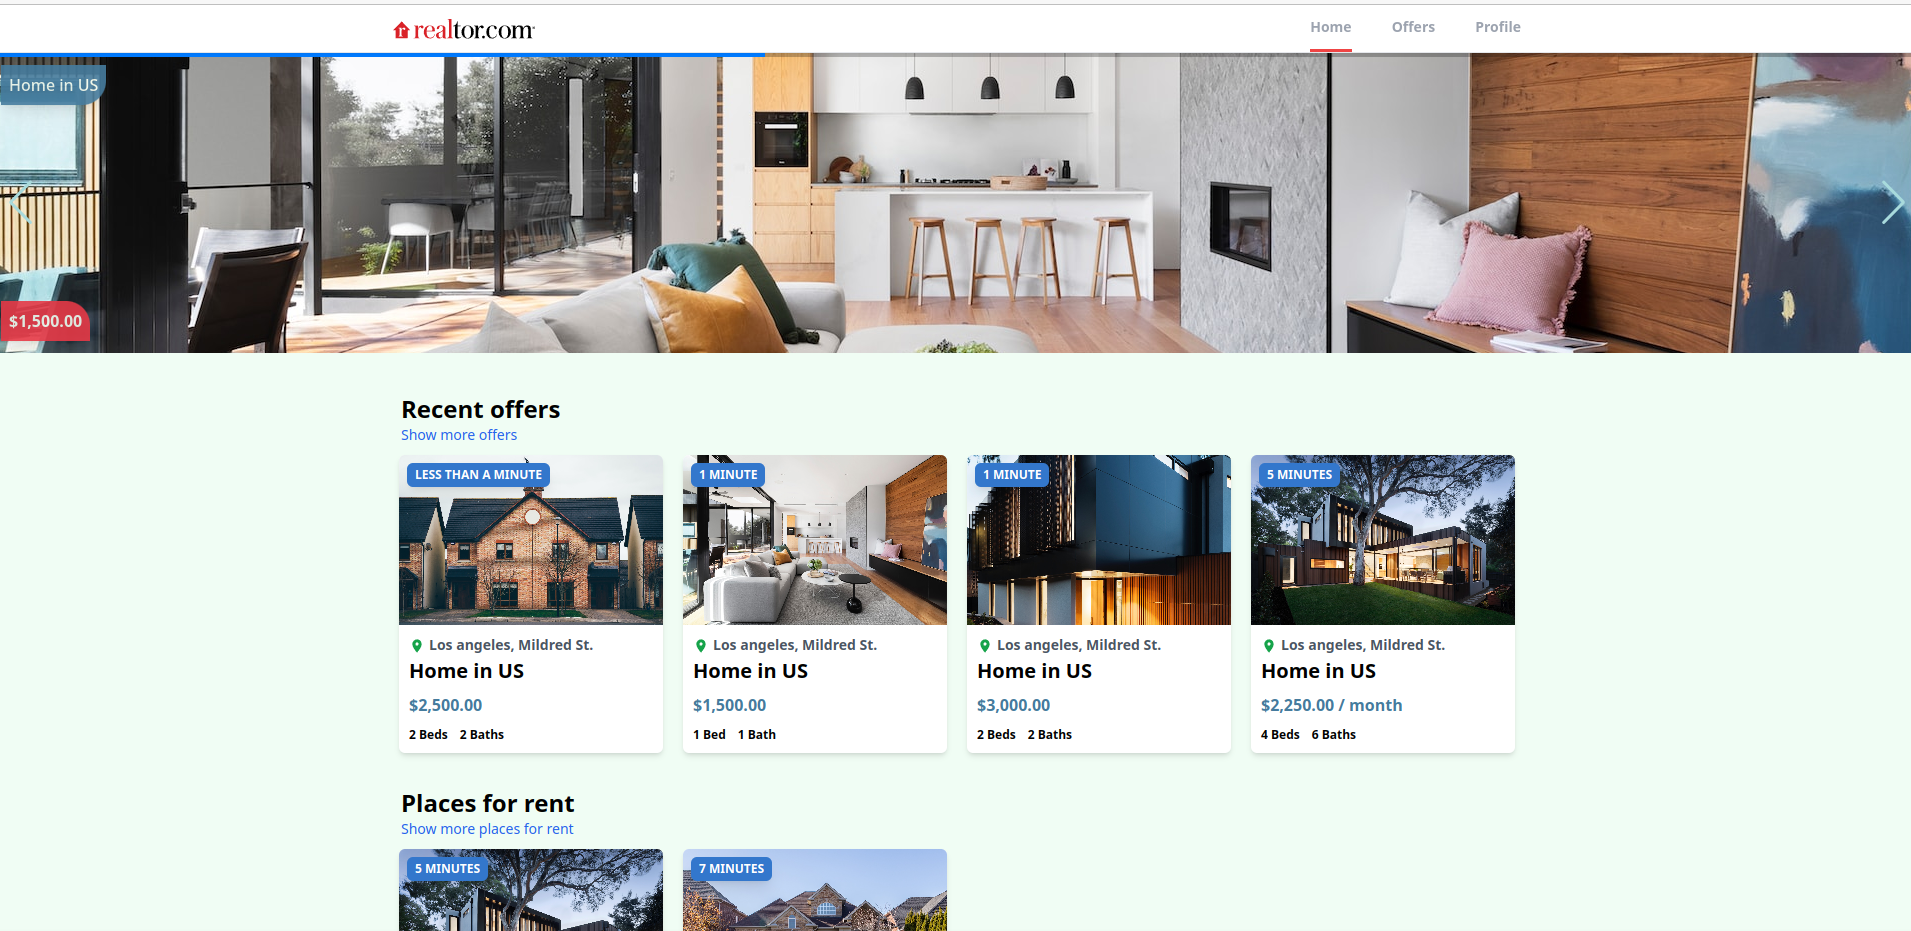 realtor.com
Home Offers Profile
Home in US
$1,500.00
Recent offers
Show more offers
LESS THAN A MINUTE
Los angeles, Mildred St.
Home in US
$2,500.00
2 Beds 2 Baths
1 MINUTE
Los angeles, Mildred St.
Home in US
$1,500.00
1 Bed 1 Bath
1 MINUTE
Los angeles, Mildred St.
Home in US
$3,000.00
2 Beds 2 Baths
5 MINUTES
Los angeles, Mildred St.
Home in US
$2,250.00 / month
4 Beds 6 Baths
Places for rent
Show more places for rent
5 MINUTES
7 MINUTES